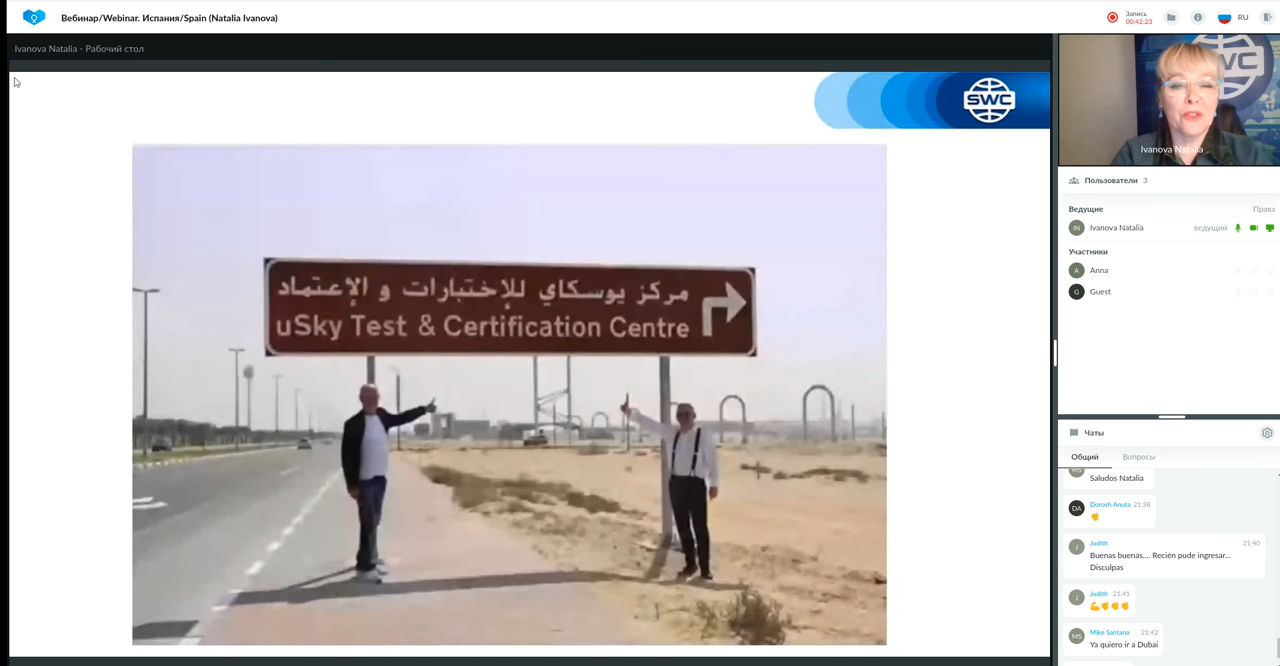 Вебинар/Webinar. Испания/Spain (Natalia Ivanova)
Запись
00:42:23
RU
Ivanova Natalia - Рабочий стол
SWC
مركز يوسكاي للإختبارات و الإعتماد
uSky Test & Certification Centre
Ivanova Natalia
Пользователи 3
Ведущие Права
IN Ivanova Natalia ведущий
Участники
A Anna
G Guest
Чаты
Общий Вопросы
MS
Saludos Natalia
DA Dorosh Anuta 21:38
J Judith 21:40
Buenas buenas.... Recién pude ingresar...
Disculpas
J Judith 21:41
MS Mike Santana 21:42
Ya quiero ir a Dubai